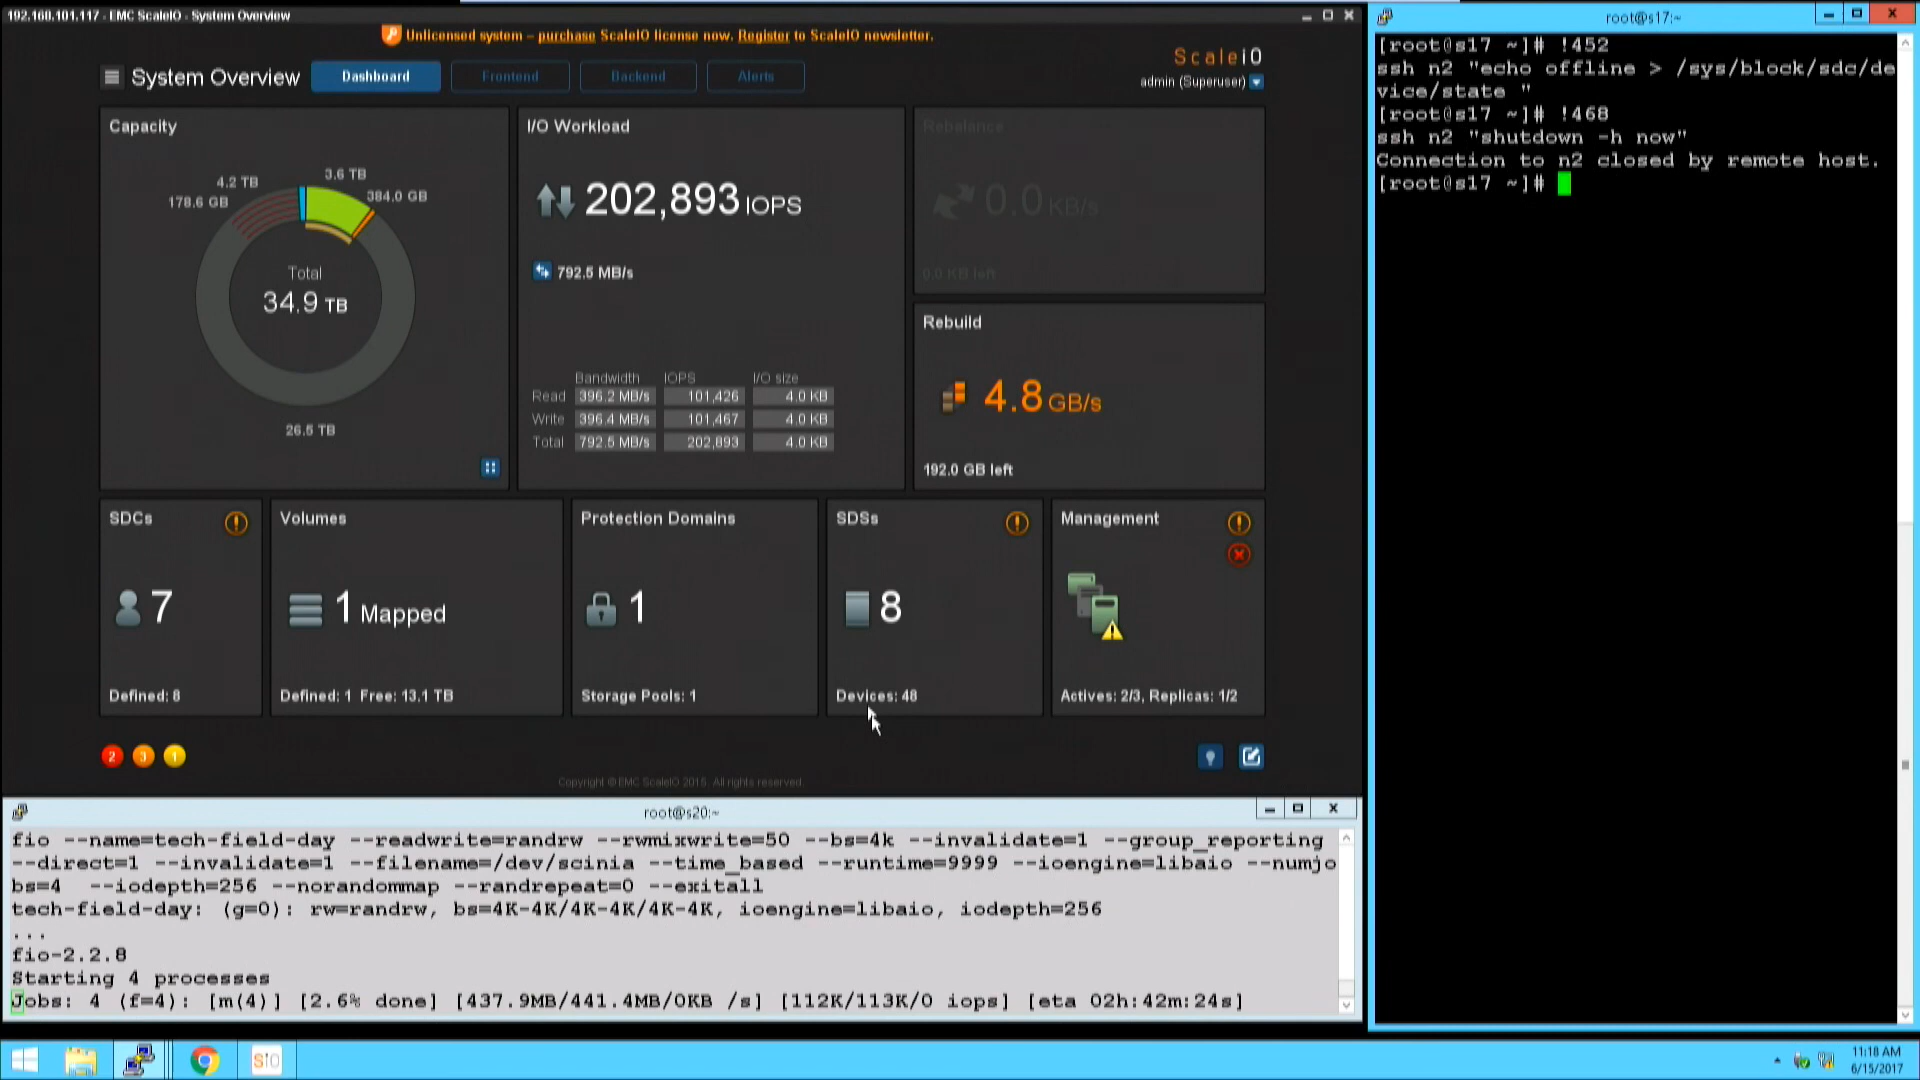 192.168.101.117 - EMC ScaleIO - System Overview
Unlicensed system – purchase ScaleIO license now. Register to ScaleIO newsletter.
ScaleIO
System Overview
Dashboard
Frontend
Backend
Alerts
admin (Superuser)
Capacity
4.2 TB
3.6 TB
178.6 GB
384.0 GB
Total
34.9 TB
26.5 TB
I/O Workload
202,893 IOPS
792.5 MB/s
Bandwidth IOPS I/O size
Read 396.2 MB/s 101,426 4.0 KB
Write 396.4 MB/s 101,467 4.0 KB
Total 792.5 MB/s 202,893 4.0 KB
Rebalance
0.0 KB/s
0.0 KB left
Rebuild
4.8 GB/s
192.0 GB left
SDCs
7
Defined: 8
Volumes
1 Mapped
Defined: 1 Free: 13.1 TB
Protection Domains
1
Storage Pools: 1
SDSs
8
Devices: 48
Management
Actives: 2/3, Replicas: 1/2
2 3 1
Copyright © EMC ScaleIO 2015. All rights reserved.
root@s20:~
fio --name=tech-field-day --readwrite=randrw --rwmixwrite=50 --bs=4k --invalidate=1 --group_reporting
--direct=1 --invalidate=1 --filename=/dev/scinia --time_based --runtime=9999 --ioengine=libaio --numjo
bs=4 --iodepth=256 --norandommap --randrepeat=0 --exitall
tech-field-day: (g=0): rw=randrw, bs=4K-4K/4K-4K/4K-4K, ioengine=libaio, iodepth=256
...
fio-2.2.8
Starting 4 processes
Jobs: 4 (f=4): [m(4)] [2.6% done] [437.9MB/441.4MB/0KB /s] [112K/113K/0 iops] [eta 02h:42m:24s]
root@s17:~
[root@s17 ~]# !452
ssh n2 "echo offline > /sys/block/sdc/de
vice/state "
[root@s17 ~]# !468
ssh n2 "shutdown -h now"
Connection to n2 closed by remote host.
[root@s17 ~]#
SIO
11:18 AM
6/15/2017